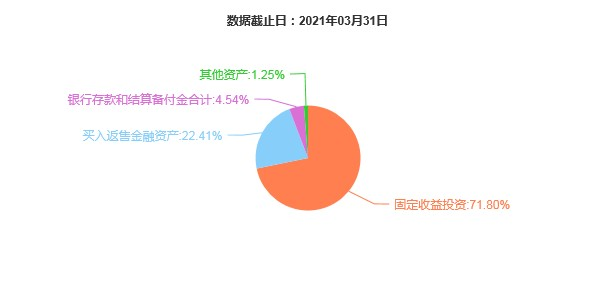 数据截止日：2021年03月31日
其他资产:1.25%
银行存款和结算备付金合计:4.54%
买入返售金融资产:22.41%
固定收益投资:71.80%